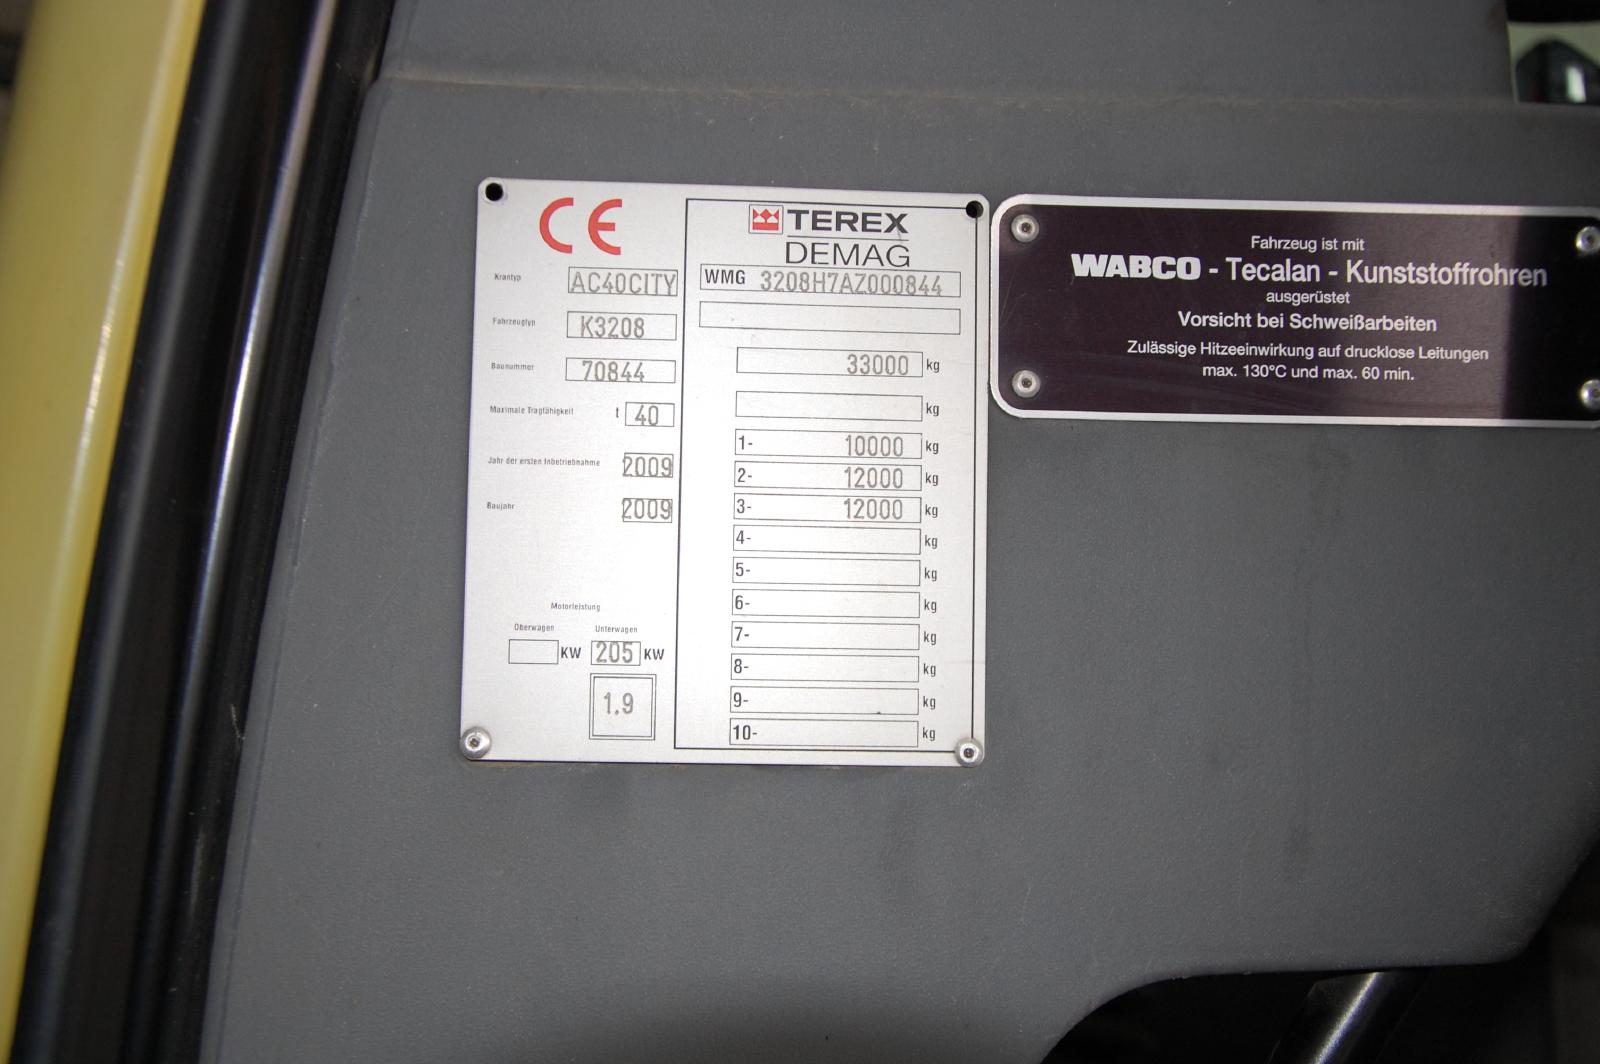 CE
Krantyp AC40CITY
Fahrzeugtyp K3208
Baunummer 70844
Maximale Tragfähigkeit t 40
Jahr der ersten Inbetriebnahme 2009
Baujahr 2009
Motorleistung
Oberwagen Unterwagen
KW 205 KW
1.9
TEREX
DEMAG
WMG 3208H7AZ000844
33000 kg
kg
1- 10000 kg
2- 12000 kg
3- 12000 kg
4- kg
5- kg
6- kg
7- kg
8- kg
9- kg
10- kg
Fahrzeug ist mit
WABCO - Tecalan - Kunststoffrohren
ausgerüstet
Vorsicht bei Schweißarbeiten
Zulässige Hitzeeinwirkung auf drucklose Leitungen
max. 130°C und max. 60 min.